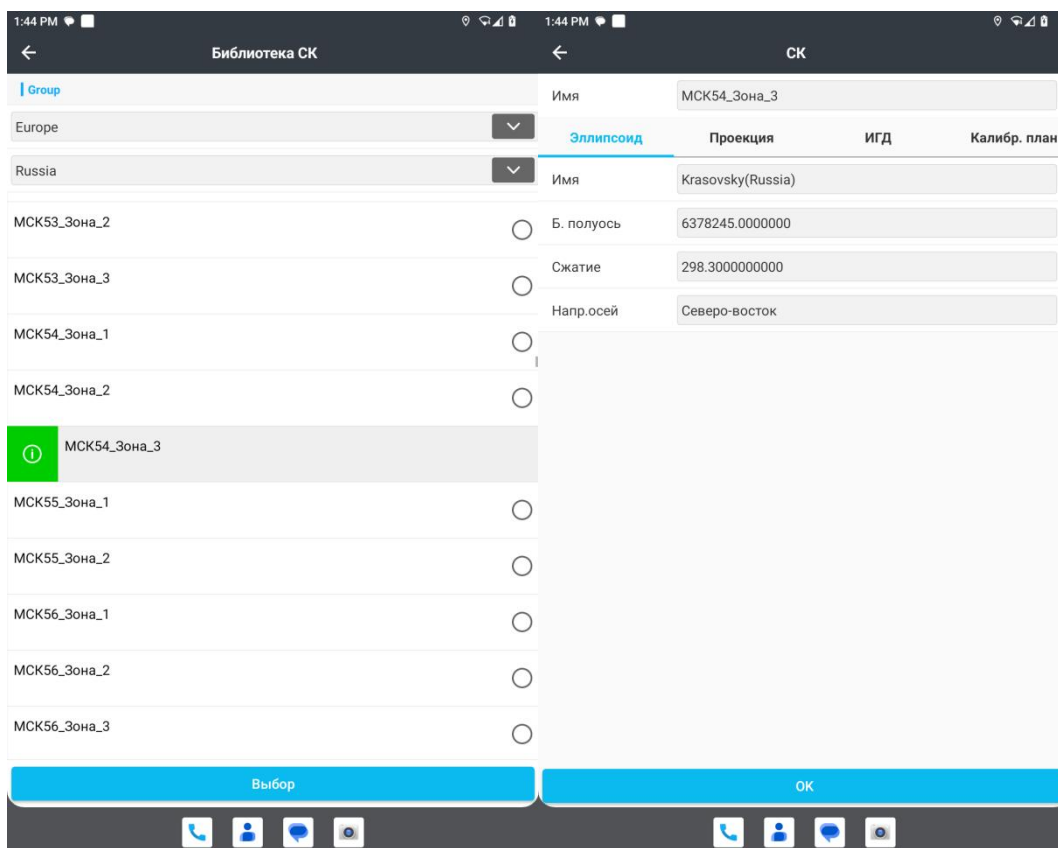 1:44 PM
Библиотека СК
Group
Europe
Russia
МСК53_Зона_2
МСК53_Зона_3
МСК54_Зона_1
МСК54_Зона_2
МСК54_Зона_3
МСК55_Зона_1
МСК55_Зона_2
МСК56_Зона_1
МСК56_Зона_2
МСК56_Зона_3
Выбор
1:44 PM
СК
Имя МСК54_Зона_3
Эллипсоид Проекция ИГД Калибр. план
Имя Krasovsky(Russia)
Б. полуось 6378245.0000000
Сжатие 298.3000000000
Напр.осей Северо-восток
OK